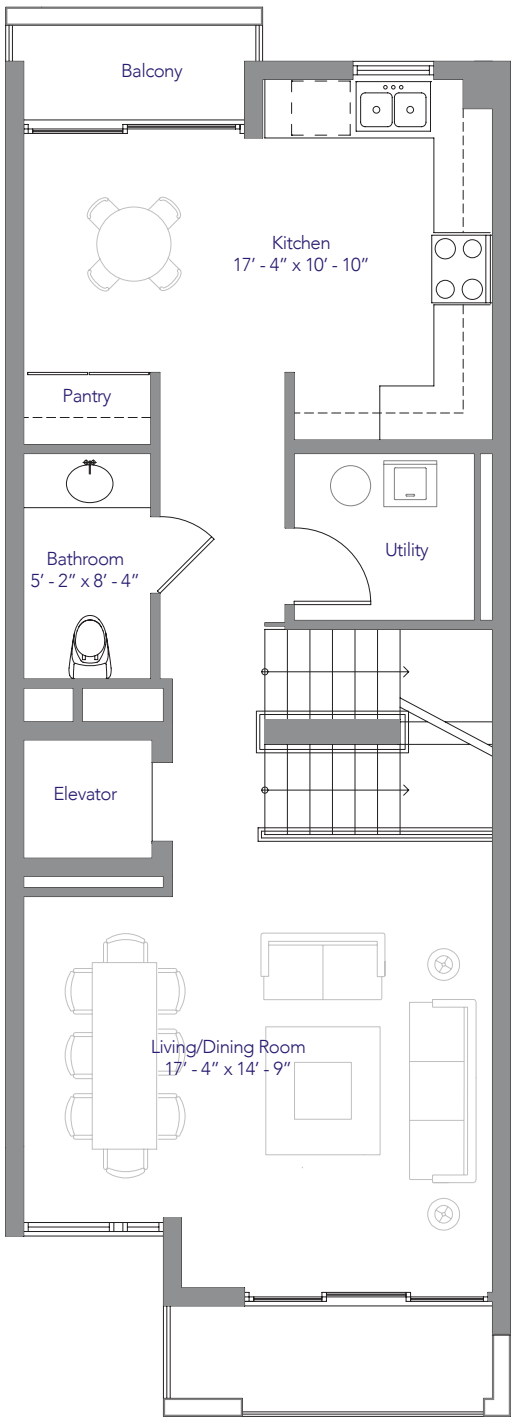 Balcony
Kitchen
17' - 4" x 10' - 10"
Pantry
Bathroom
5' - 2" x 8' - 4"
Utility
Elevator
Living/Dining Room
17' - 4" x 14' - 9"